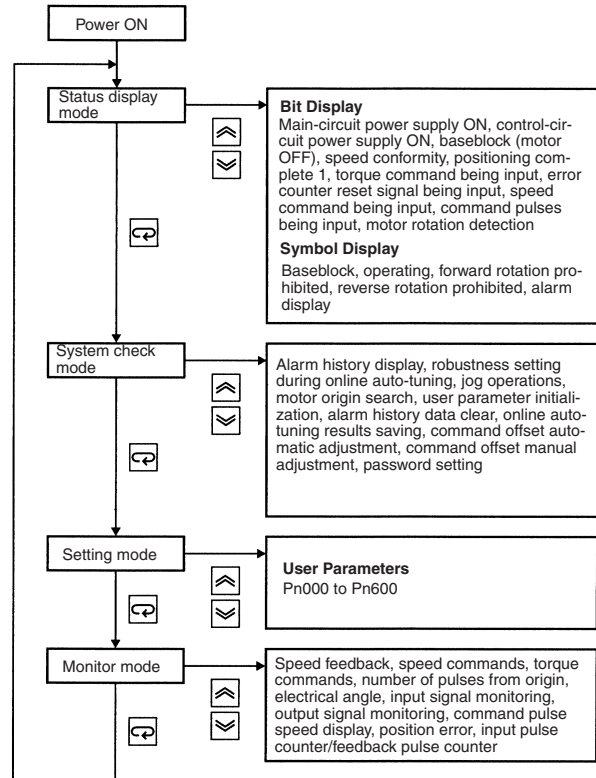 Power ON
Status display
mode
Bit Display
Main-circuit power supply ON, control-cir-
cuit power supply ON, baseblock (motor
OFF), speed conformity, positioning com-
plete 1, torque command being input, error
counter reset signal being input, speed
command being input, command pulses
being input, motor rotation detection
Symbol Display
Baseblock, operating, forward rotation pro-
hibited, reverse rotation prohibited, alarm
display
System check
mode
Alarm history display, robustness setting
during online auto-tuning, jog operations,
motor origin search, user parameter initiali-
zation, alarm history data clear, online auto-
tuning results saving, command offset auto-
matic adjustment, command offset manual
adjustment, password setting
Setting mode
User Parameters
Pn000 to Pn600
Monitor mode
Speed feedback, speed commands, torque
commands, number of pulses from origin,
electrical angle, input signal monitoring,
output signal monitoring, command pulse
speed display, position error, input pulse
counter/feedback pulse counter